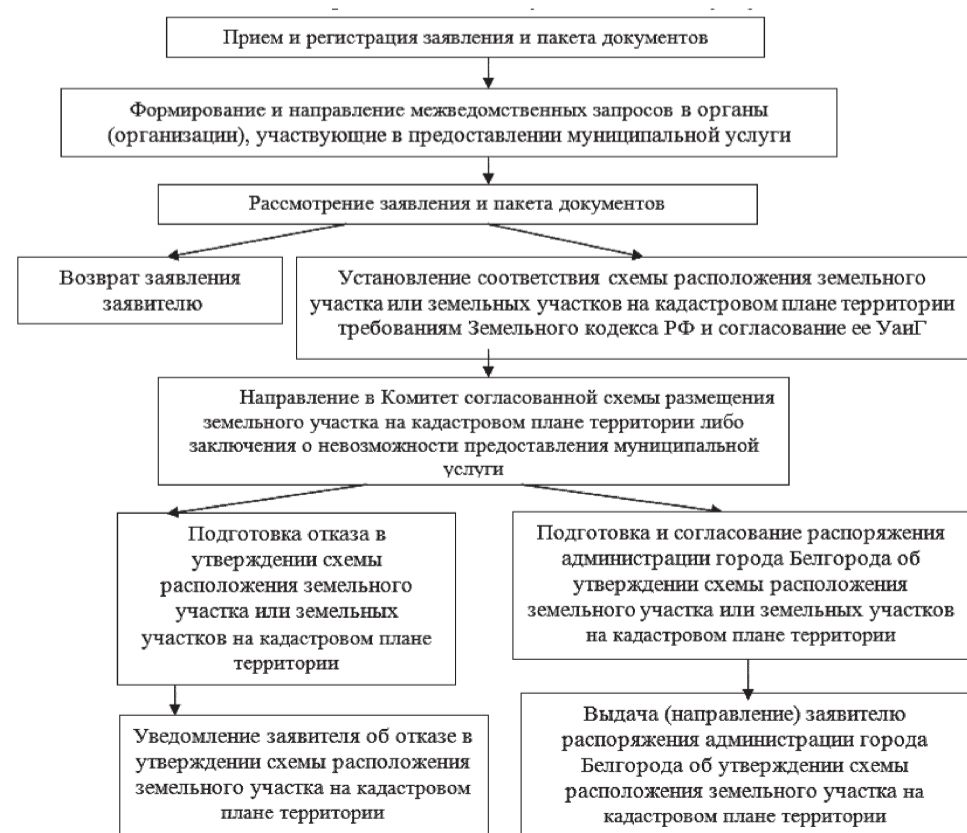 Прием и регистрация заявления и пакета документов
Формирование и направление межведомственных запросов в органы
(организации), участвующие в предоставлении муниципальной услуги
Рассмотрение заявления и пакета документов
Возврат заявления
заявителю
Установление соответствия схемы расположения земельного
участка или земельных участков на кадастровом плане территории
требованиям Земельного кодекса РФ и согласование ее УаиГ
Направление в Комитет согласованной схемы размещения
земельного участка на кадастровом плане территории либо
заключения о невозможности предоставления муниципальной
услуги
Подготовка отказа в
утверждении схемы
расположения земельного
участка или земельных
участков на кадастровом плане
территории
Подготовка и согласование распоряжения
администрации города Белгорода об
утверждении схемы расположения
земельного участка или земельных участков
на кадастровом плане территории
Уведомление заявителя об отказе в
утверждении схемы расположения
земельного участка на кадастровом
плане территории
Выдача (направление) заявителю
распоряжения администрации города
Белгорода об утверждении схемы
расположения земельного участка на
кадастровом плане территории